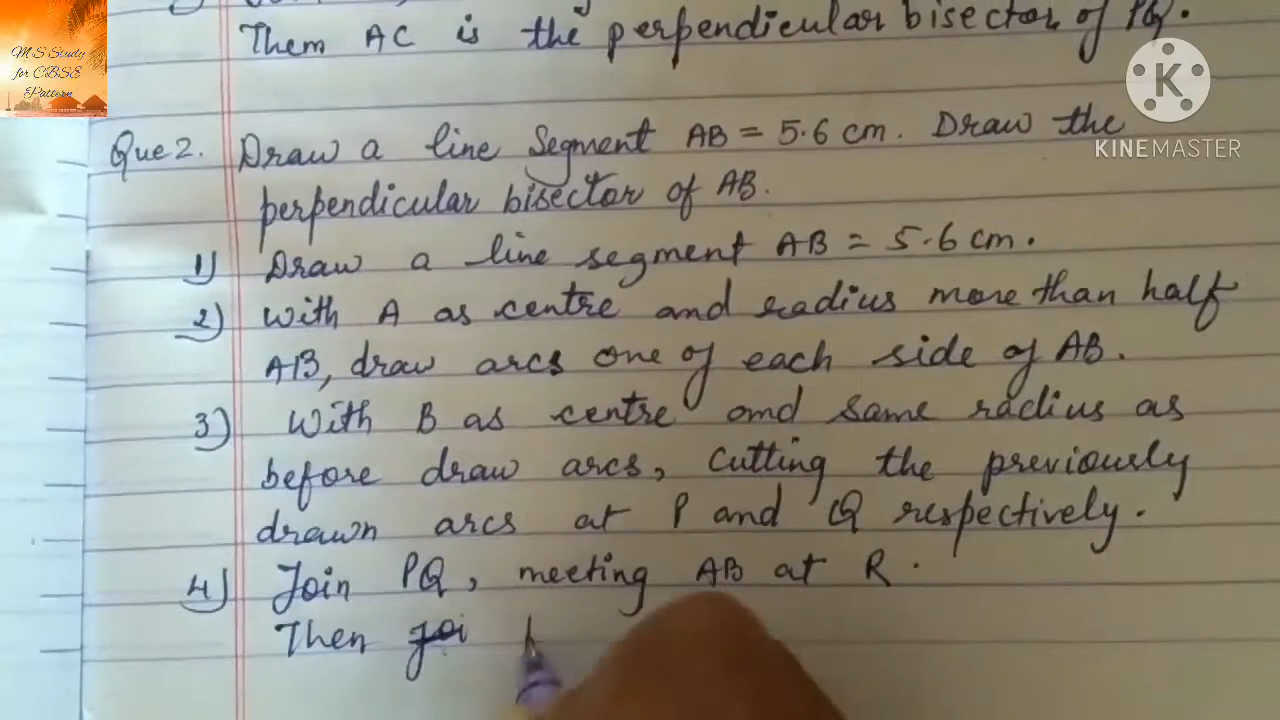 M.S Study
for CBSE
Pattern
Then AC is the perpendicular bisector of PQ.
K
KINEMASTER
Que 2. Draw a line Segment AB = 5.6 cm. Draw the
perpendicular bisector of AB.
1) Draw a line segment AB = 5.6 cm.
2) With A as centre and radius more than half
AB, draw arcs one of each side of AB.
3) With B as centre and same radius as
before draw arcs, cutting the previously
drawn arcs at P and Q respectively.
4) Join PQ, meeting AB at R.
Then